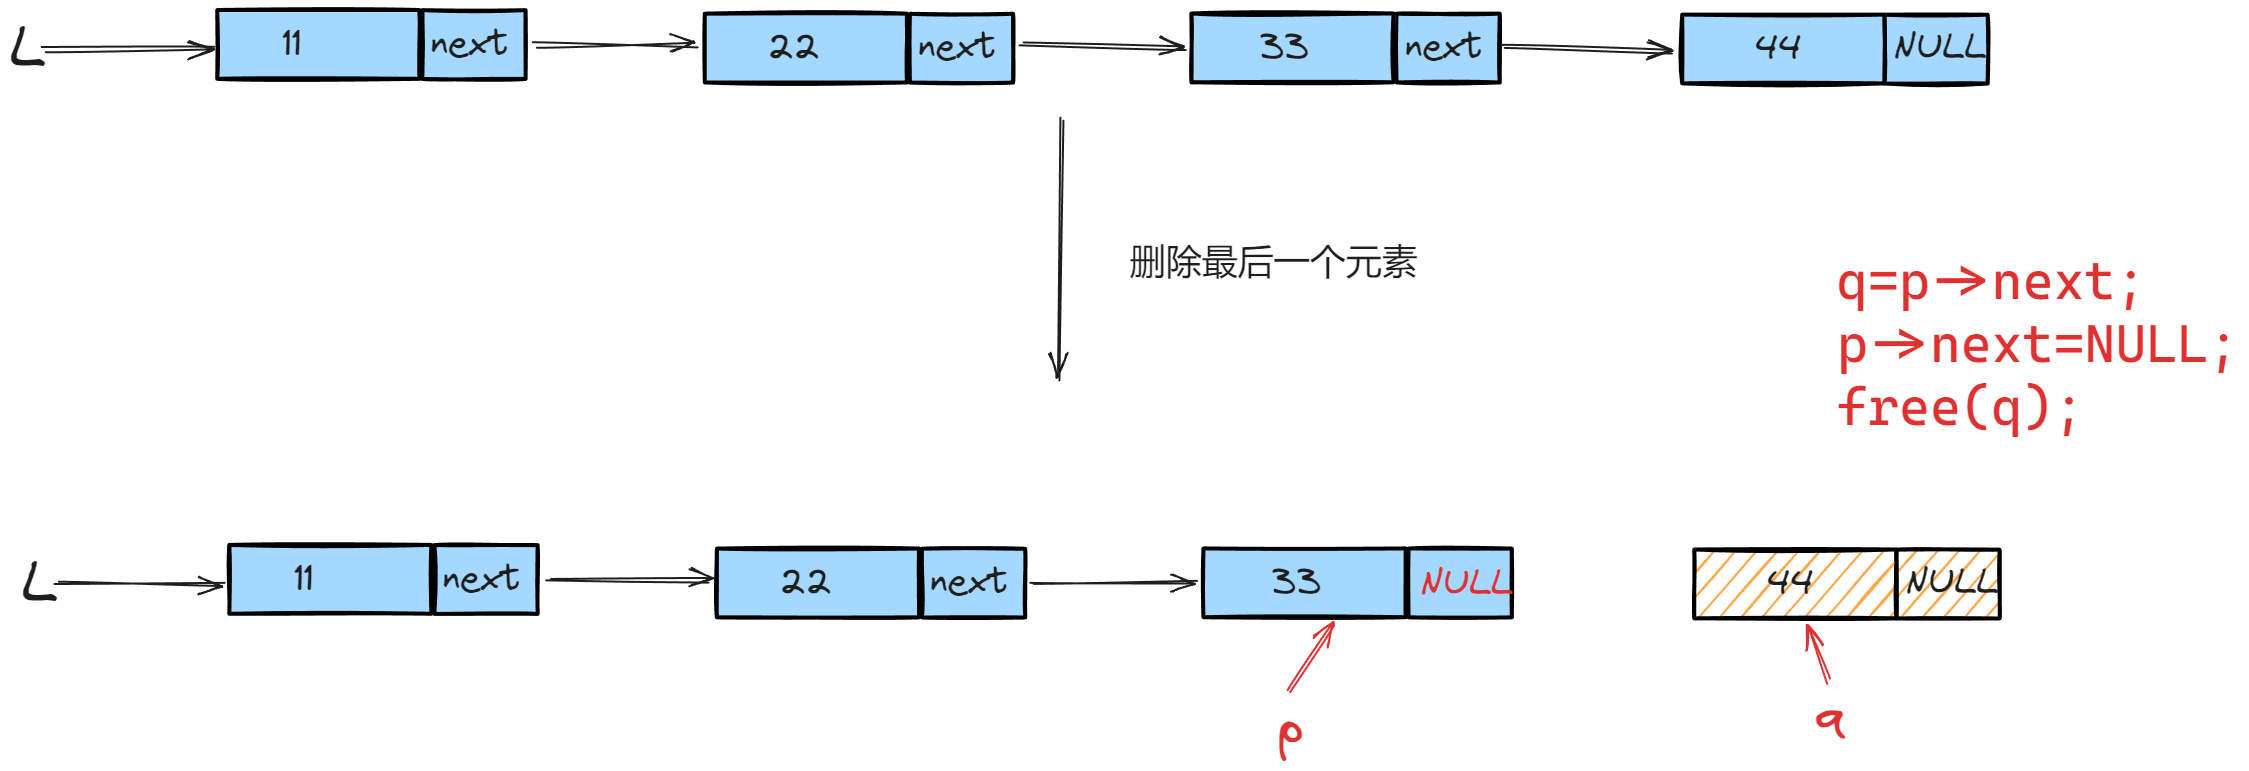 L 11 next 22 next 33 next 44 NULL
删除最后一个元素
q=p->next;
p->next=NULL;
free(q);
L 11 next 22 next 33 NULL 44 NULL
p q